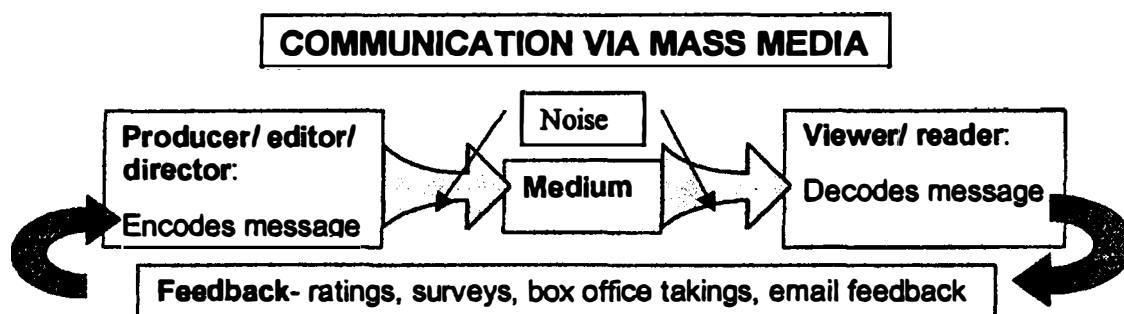 COMMUNICATION VIA MASS MEDIA
Noise
Producer/ editor/
director:
Encodes message
Medium
Viewer/ reader:
Decodes message
Feedback- ratings, surveys, box office takings, email feedback